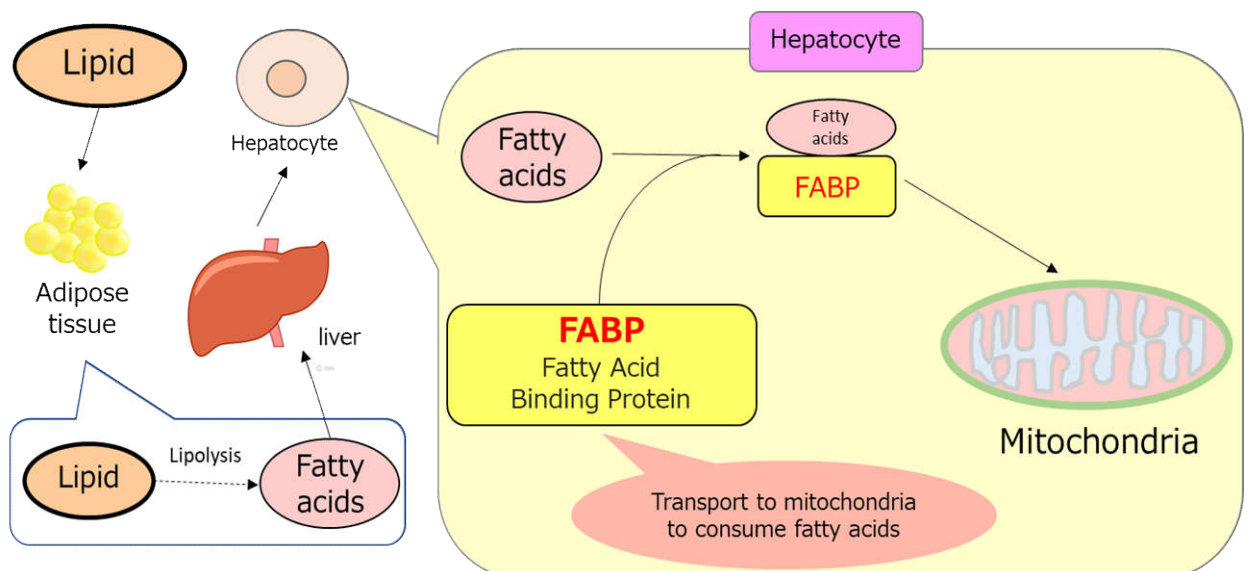 Lipid
Adipose
tissue
Lipid
Lipolysis
Fatty
acids
liver
Hepatocyte
Hepatocyte
Fatty
acids
Fatty
acids
FABP
FABP
Fatty Acid
Binding Protein
Transport to mitochondria
to consume fatty acids
Mitochondria